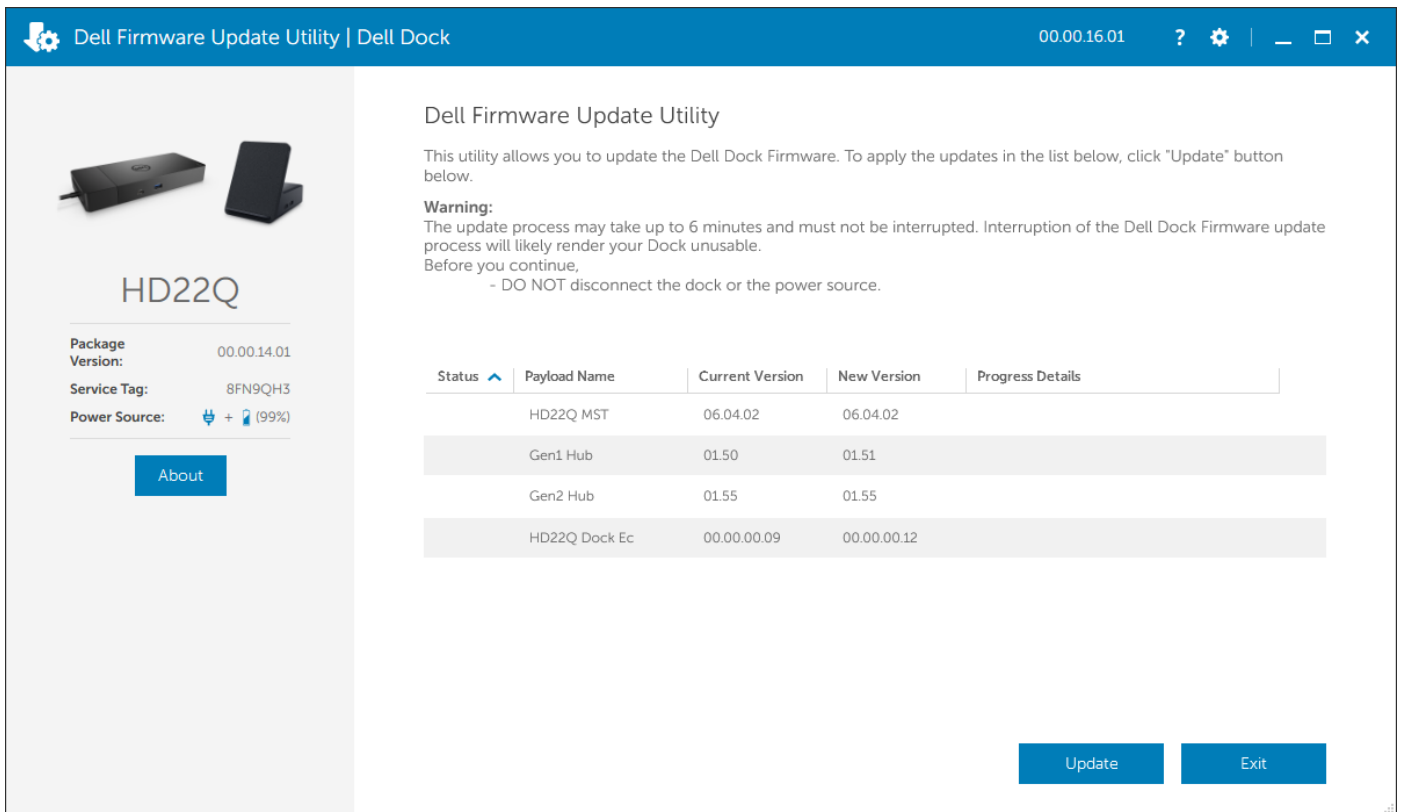 Dell Firmware Update Utility | Dell Dock
00.00.16.01
?
HD22Q
Package
Version:
00.00.14.01
Service Tag: 8FN9QH3
Power Source: + (99%)
About
Dell Firmware Update Utility
This utility allows you to update the Dell Dock Firmware. To apply the updates in the list below, click "Update" button
below.
Warning:
The update process may take up to 6 minutes and must not be interrupted. Interruption of the Dell Dock Firmware update
process will likely render your Dock unusable.
Before you continue,
- DO NOT disconnect the dock or the power source.
Status Payload Name Current Version New Version Progress Details
HD22Q MST 06.04.02 06.04.02
Gen1 Hub 01.50 01.51
Gen2 Hub 01.55 01.55
HD22Q Dock Ec 00.00.00.09 00.00.00.12
Update Exit